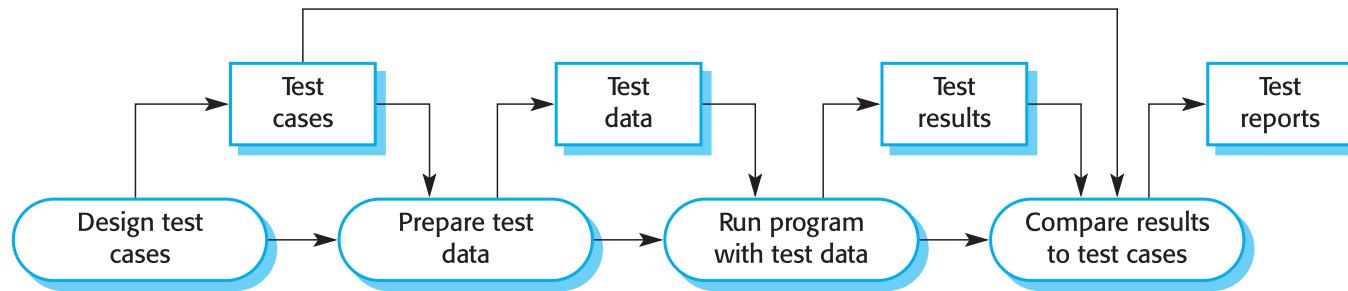 Test
cases
Test
data
Test
results
Test
reports
Design test
cases
Prepare test
data
Run program
with test data
Compare results
to test cases